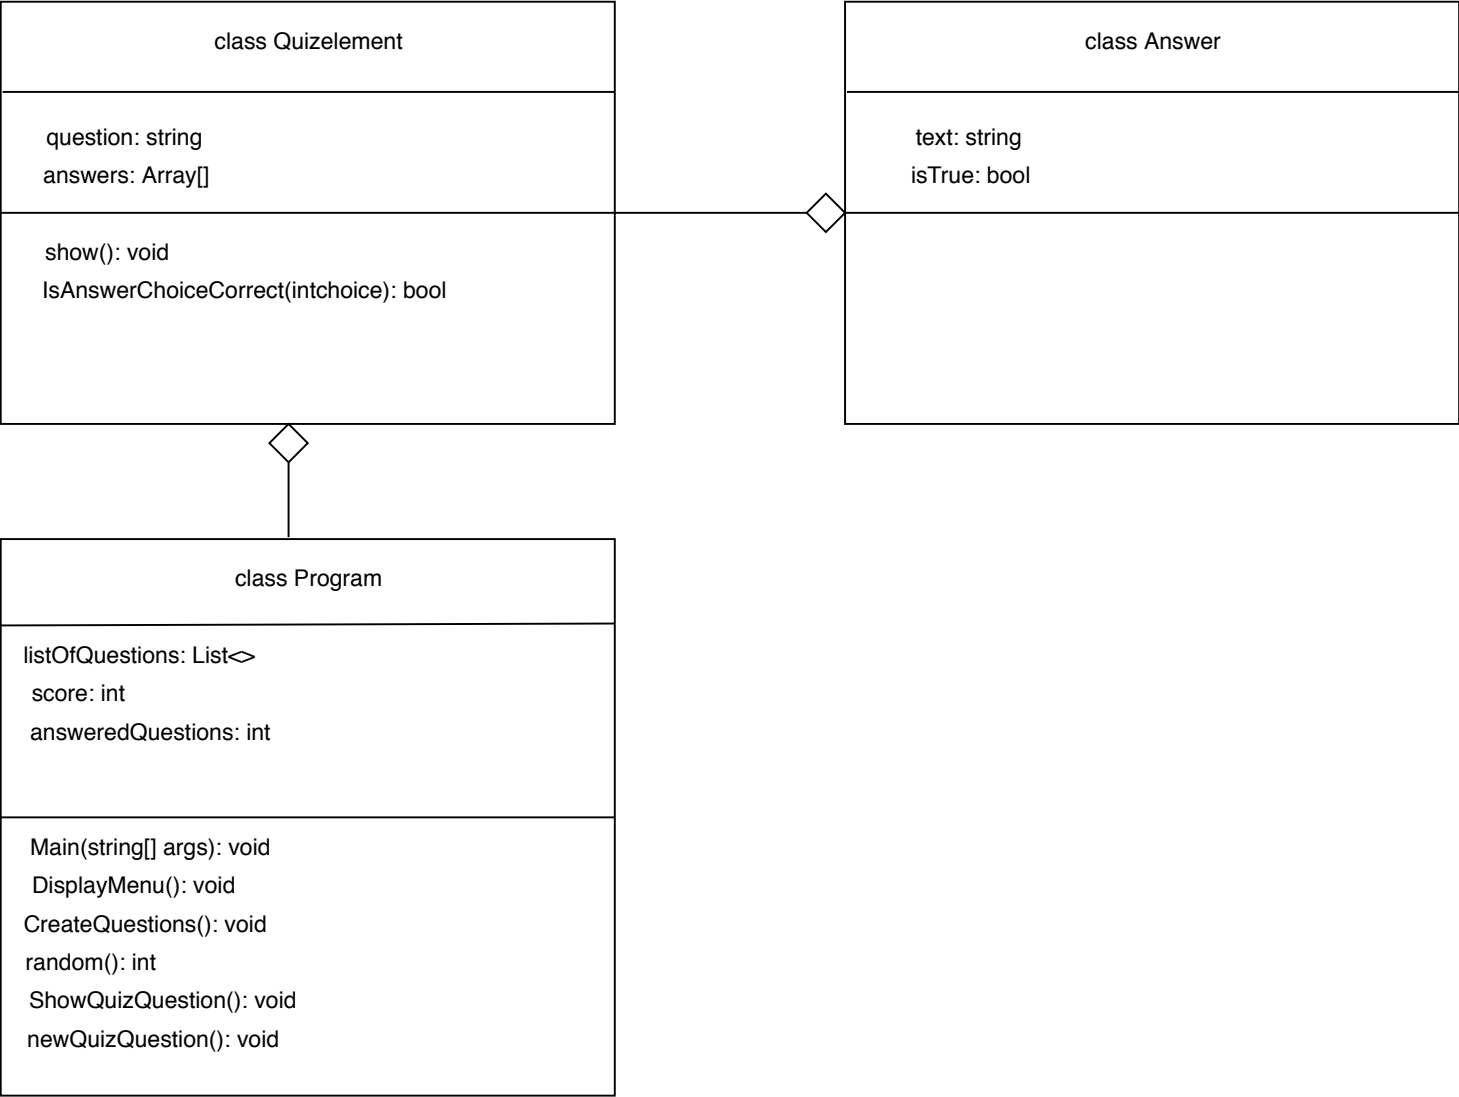 class Quizelement
question: string
answers: Array[]
show(): void
IsAnswerChoiceCorrect(intchoice): bool
class Answer
text: string
isTrue: bool
class Program
listOfQuestions: List<>
score: int
answeredQuestions: int
Main(string[] args): void
DisplayMenu(): void
CreateQuestions(): void
random(): int
ShowQuizQuestion(): void
newQuizQuestion(): void